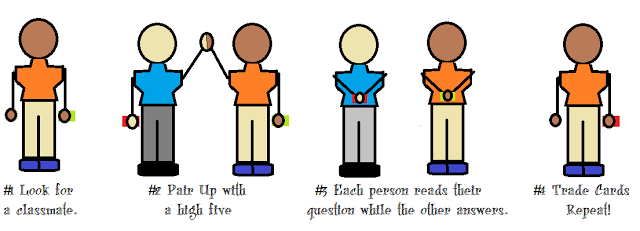 #1 Look for
a classmate.
#2 Pair Up with
a high five
#3 Each person reads their
question while the other answers.
#4 Trade Cards
Repeat!